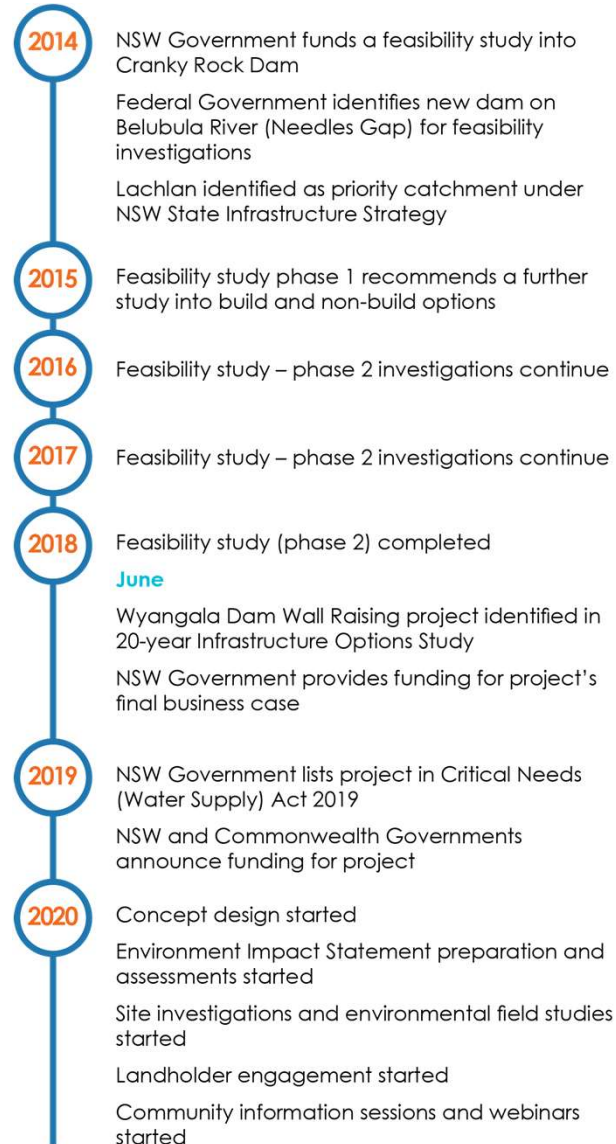 2014
NSW Government funds a feasibility study into
Cranky Rock Dam
Federal Government identifies new dam on
Belubula River (Needles Gap) for feasibility
investigations
Lachlan identified as priority catchment under
NSW State Infrastructure Strategy
2015
Feasibility study phase 1 recommends a further
study into build and non-build options
2016
Feasibility study – phase 2 investigations continue
2017
Feasibility study – phase 2 investigations continue
2018
Feasibility study (phase 2) completed
June
Wyangala Dam Wall Raising project identified in
20-year Infrastructure Options Study
NSW Government provides funding for project's
final business case
2019
NSW Government lists project in Critical Needs
(Water Supply) Act 2019
NSW and Commonwealth Governments
announce funding for project
2020
Concept design started
Environment Impact Statement preparation and
assessments started
Site investigations and environmental field studies
started
Landholder engagement started
Community information sessions and webinars
started